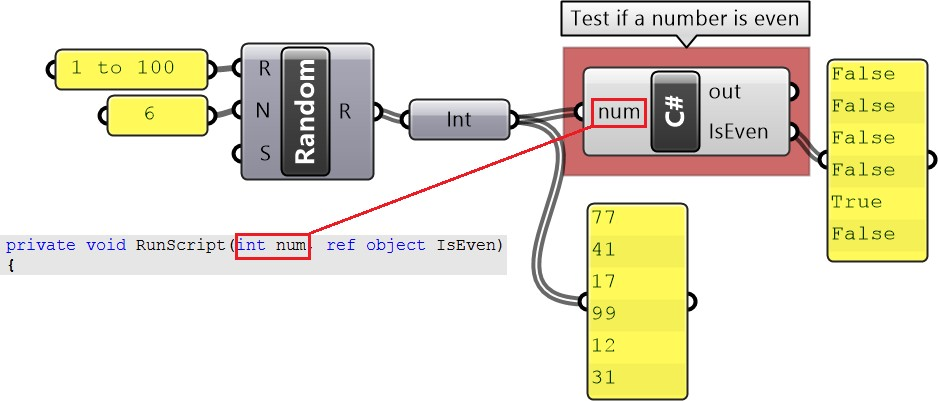 Test if a number is even
1 to 100
6
R
N
S
Random
R
Int
num
C#
out
IsEven
False
False
False
False
True
False
private void RunScript(int num, ref object IsEven)
{
77
41
17
99
12
31